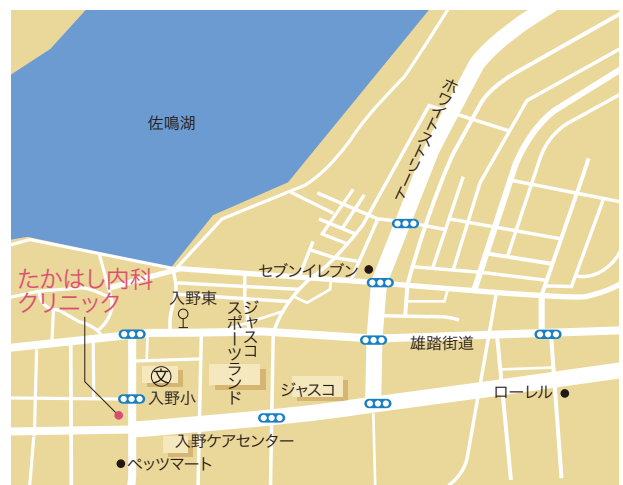 佐鳴湖
ホワイトストリート
セブンイレブン
たかはし内科
クリニック
入野東
ジャスコ
スポーツランド
雄踏街道
文
入野小
ジャスコ
ローレル
入野ケアセンター
ペッツマート